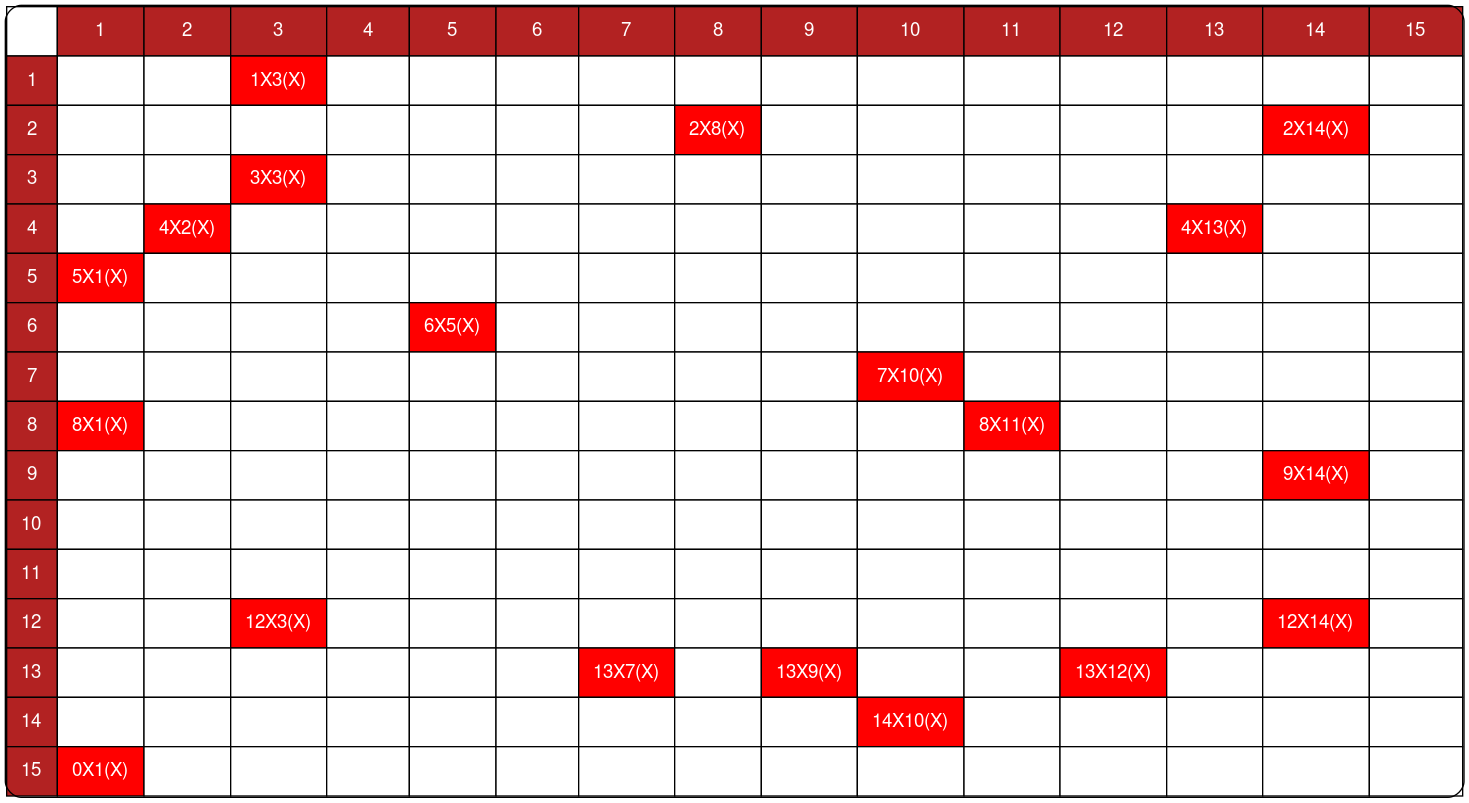 1 2 3 4 5 6 7 8 9 10 11 12 13 14 15
1 1X3(X)
2 2X8(X) 2X14(X)
3 3X3(X)
4 4X2(X) 4X13(X)
5 5X1(X)
6 6X5(X)
7 7X10(X)
8 8X1(X) 8X11(X)
9 9X14(X)
10
11
12 12X3(X) 12X14(X)
13 13X7(X) 13X9(X) 13X12(X)
14 14X10(X)
15 0X1(X)